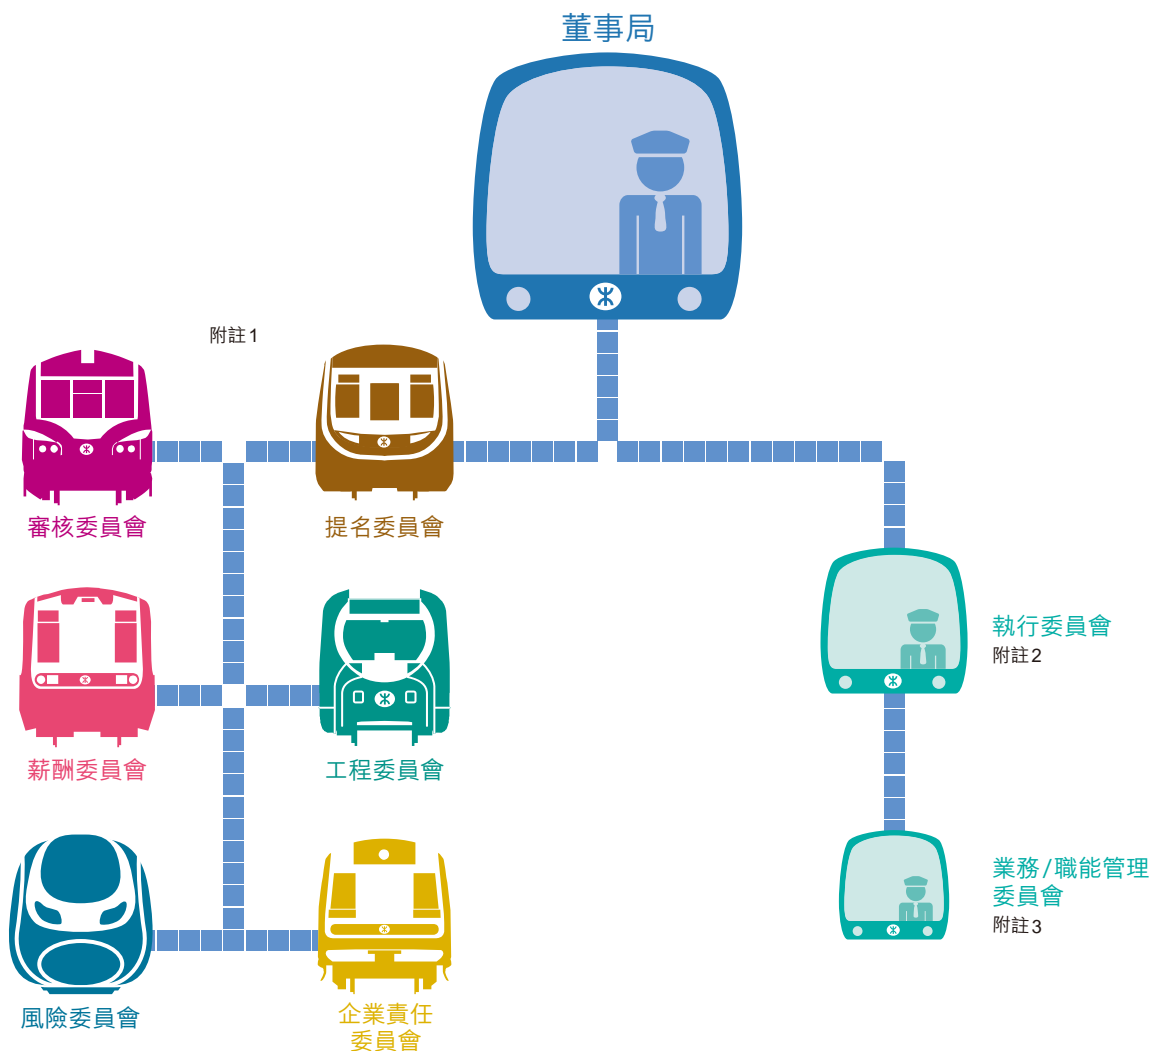 董事局
附註1
審核委員會
提名委員會
執行委員會
附註2
薪酬委員會
工程委員會
業務/職能管理
委員會
附註3
風險委員會
企業責任
委員會